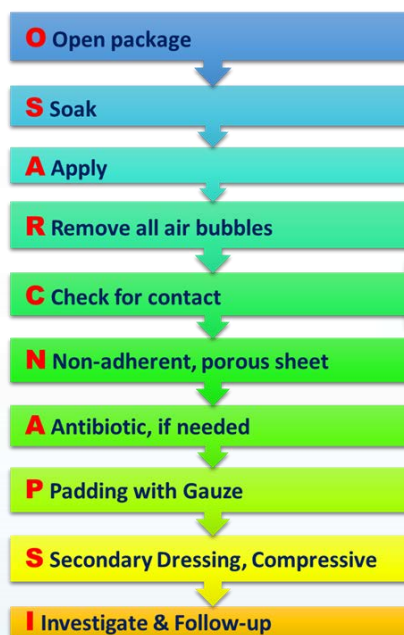 O Open package
S Soak
A Apply
R Remove all air bubbles
C Check for contact
N Non-adherent, porous sheet
A Antibiotic, if needed
P Padding with Gauze
S Secondary Dressing, Compressive
I Investigate & Follow-up